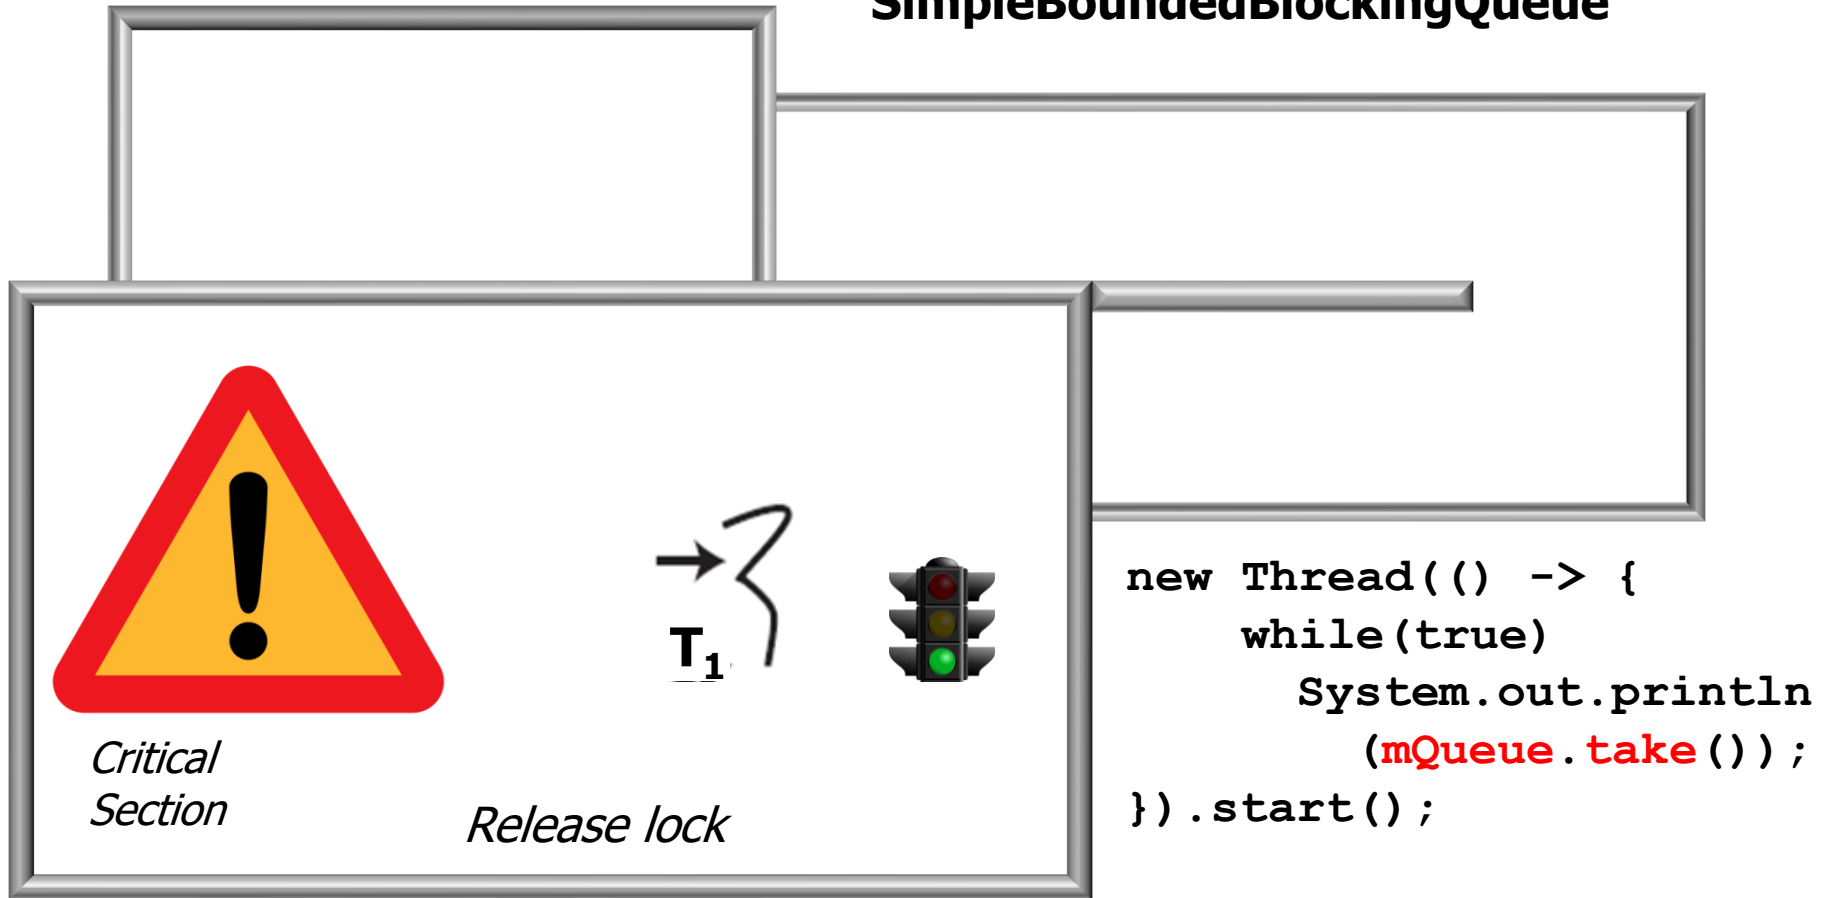 SimpleBoundedBlockingQueue
T₁
Critical
Section
Release lock
new Thread(() -> {
while(true)
System.out.println
(mQueue.take());
}).start();